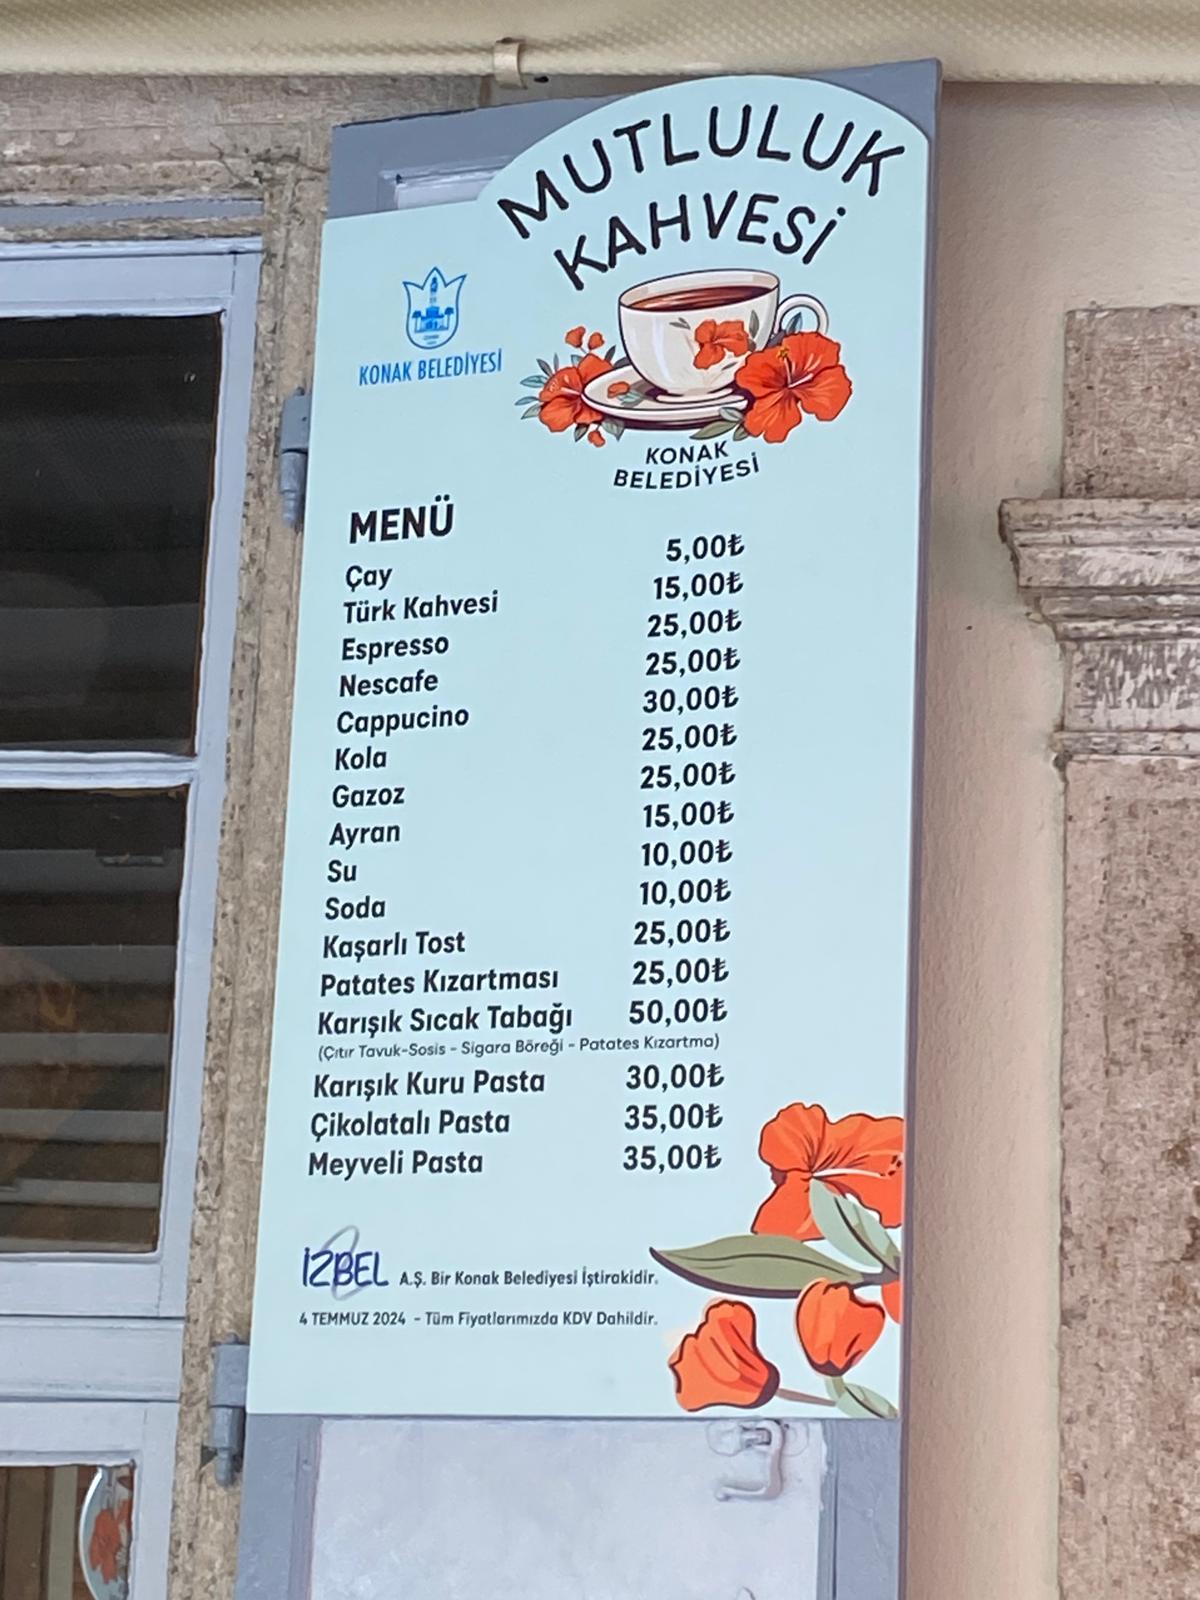 MUTLULUK
KAHVESİ
KONAK BELEDİYESİ
KONAK
BELEDİYESİ
MENÜ
Çay 5,00₺
Türk Kahvesi 15,00₺
Espresso 25,00₺
Nescafe 25,00₺
Cappucino 30,00₺
Kola 25,00₺
Gazoz 25,00₺
Ayran 15,00₺
Su 10,00₺
Soda 10,00₺
Kaşarlı Tost 25,00₺
Patates Kızartması 25,00₺
Karışık Sıcak Tabağı 50,00₺
(Çıtır Tavuk-Sosis - Sigara Böreği - Patates Kızartma)
Karışık Kuru Pasta 30,00₺
Çikolatalı Pasta 35,00₺
Meyveli Pasta 35,00₺
İZBEL A.Ş. Bir Konak Belediyesi İştirakidir.
4 TEMMUZ 2024 - Tüm Fiyatlarımızda KDV Dahildir.